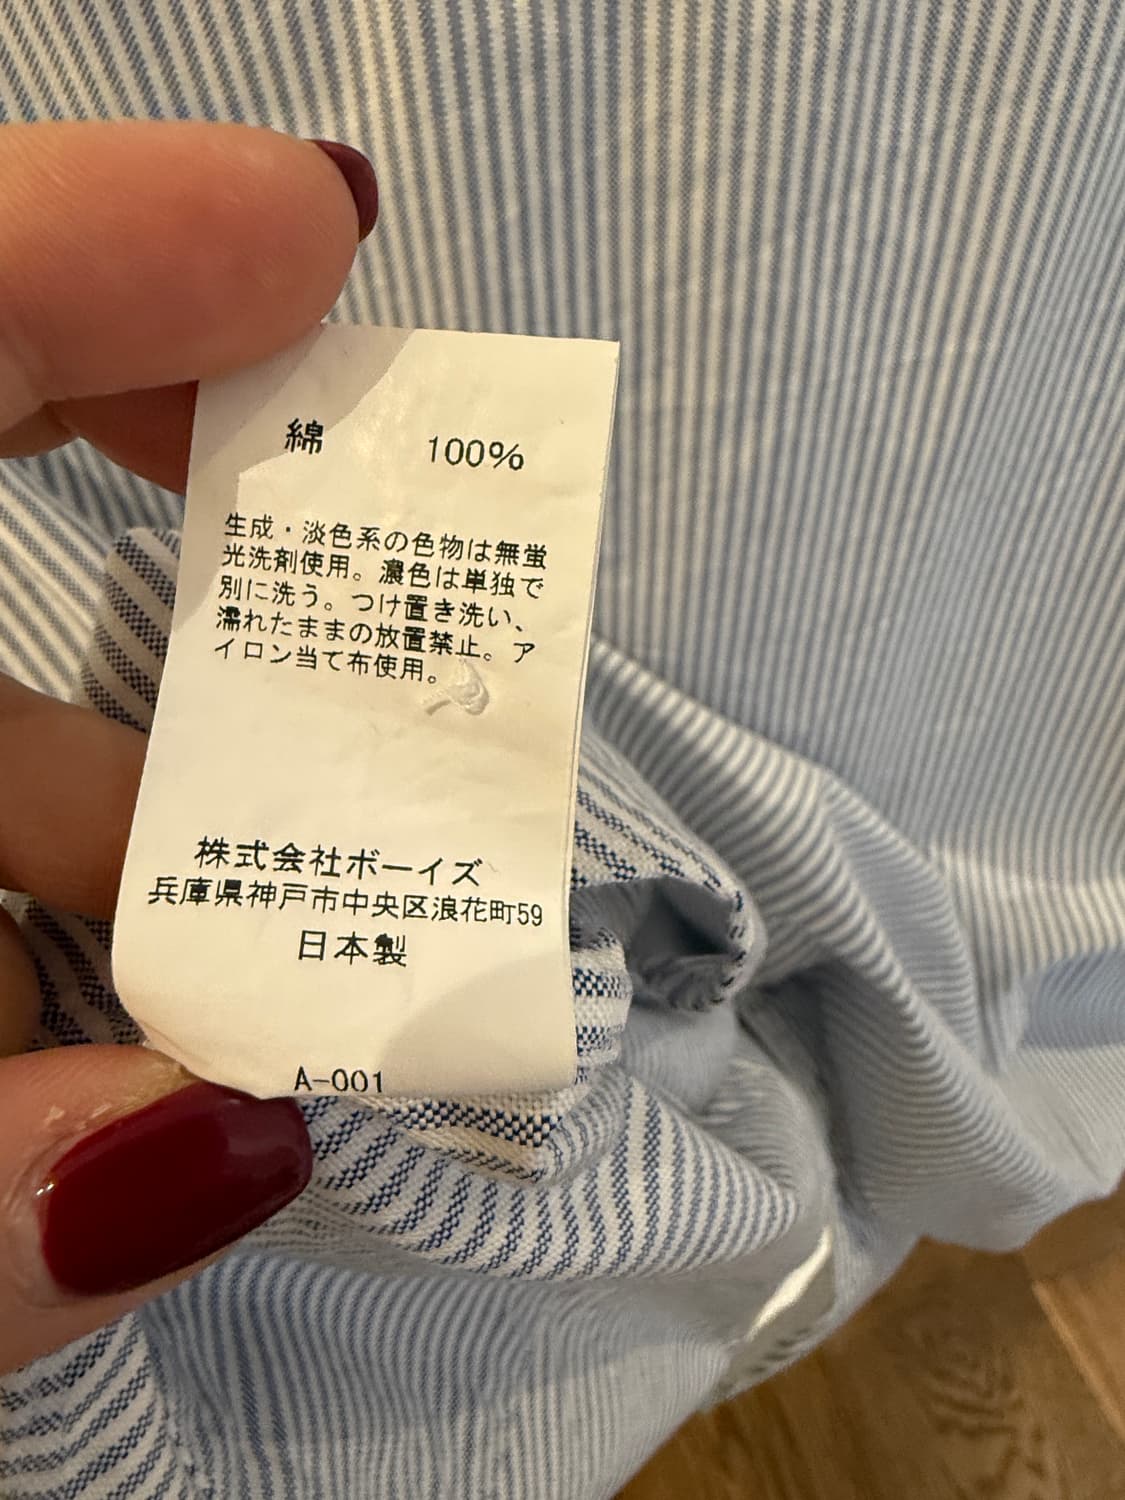 綿 100%
生成・淡色系の色物は無蛍
光洗剤使用。濃色は単独で
別に洗う。つけ置き洗い、
濡れたままの放置禁止。ア
イロン当て布使用。
株式会社ボーイズ
兵庫県神戸市中央区浪花町59
日本製
A-001